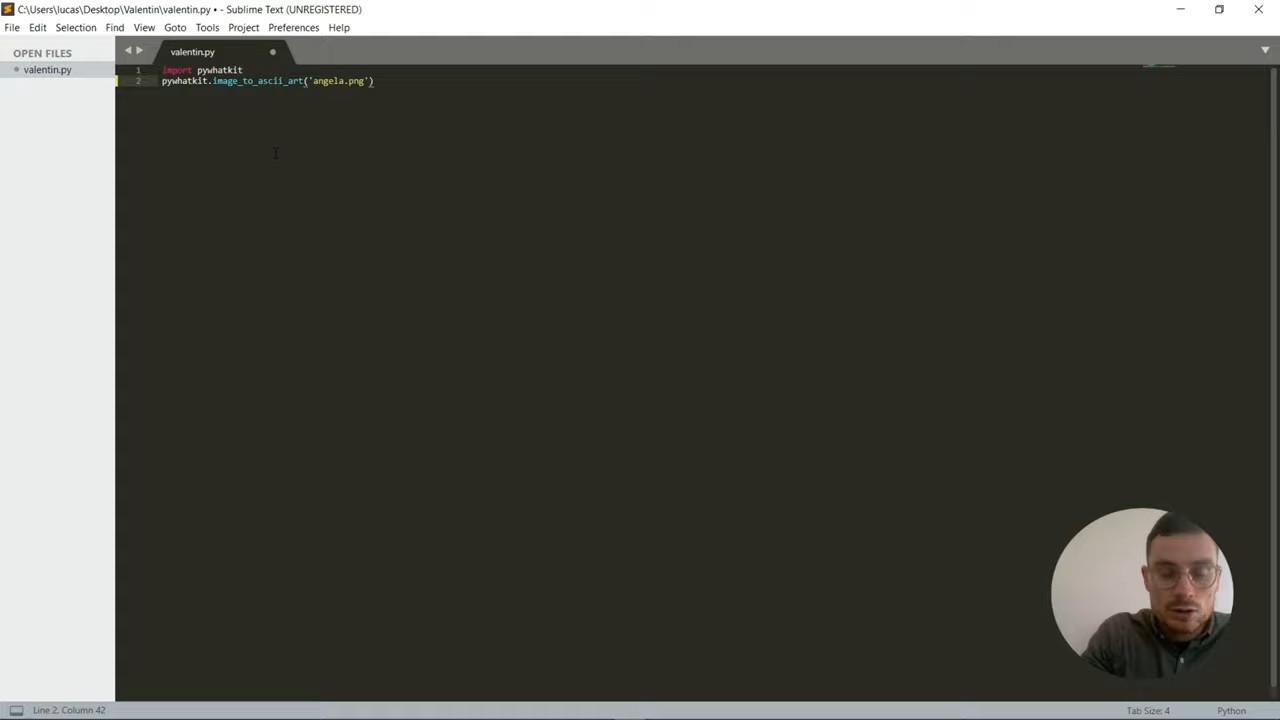 C:\Users\lucas\Desktop\Valentin\valentin.py • - Sublime Text (UNREGISTERED)
File Edit Selection Find View Goto Tools Project Preferences Help
OPEN FILES
valentin.py
valentin.py
1 import pywhatkit
2 pywhatkit.image_to_ascii_art('angela.png')
Line 2, Column 42
Tab Size: 4
Python